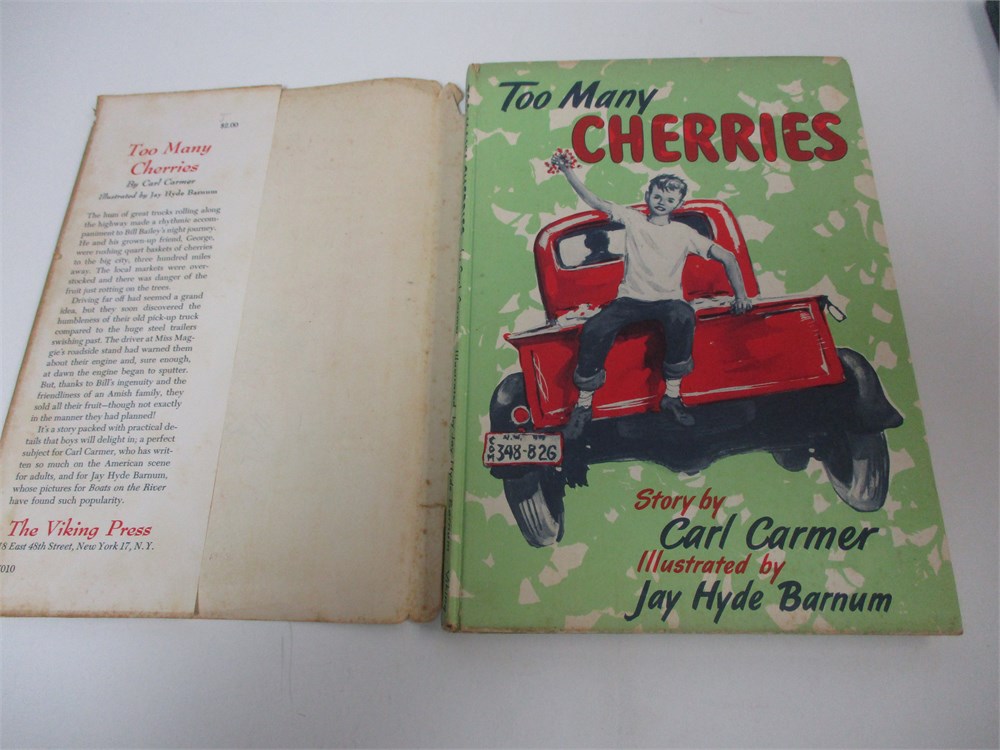 $2.00
Too Many
Cherries
By Carl Carmer
Illustrated by Jay Hyde Barnum
The hum of great trucks rolling along
the highway made a rhythmic accom-
paniment to Bill Bailey's night journey.
He and his grown-up friend, George,
were rushing quart baskets of cherries
to the big city, three hundred miles
away. The local markets were over-
stocked and there was danger of the
fruit just rotting on the trees.
Driving far off had seemed a grand
idea, but they soon discovered the
humbleness of their old pick-up truck
compared to the huge steel trailers
swishing past. The driver at Miss Mag-
gie's roadside stand had warned them
about their engine and, sure enough,
at dawn the engine began to sputter.
But, thanks to Bill's ingenuity and the
friendliness of an Amish family, they
sold all their fruit—though not exactly
in the manner they had planned!
It's a story packed with practical de-
tails that boys will delight in; a perfect
subject for Carl Carmer, who has writ-
ten so much on the American scene
for adults, and for Jay Hyde Barnum,
whose pictures for Boats on the River
have found such popularity.
The Viking Press
8 East 48th Street, New York 17, N. Y.
010
Too Many
CHERRIES
COM
348-B26
Story by
Carl Carmer
Illustrated by
Jay Hyde Barnum